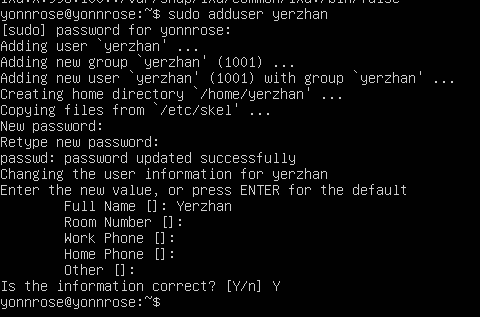 yonnrose@yonnrose:~$ sudo adduser yerzhan
[sudo] password for yonnrose:
Adding user `yerzhan' ...
Adding new group `yerzhan' (1001) ...
Adding new user `yerzhan' (1001) with group `yerzhan' ...
Creating home directory `/home/yerzhan' ...
Copying files from `/etc/skel' ...
New password:
Retype new password:
passwd: password updated successfully
Changing the user information for yerzhan
Enter the new value, or press ENTER for the default
Full Name []: Yerzhan
Room Number []:
Work Phone []:
Home Phone []:
Other []:
Is the information correct? [Y/n] Y
yonnrose@yonnrose:~$